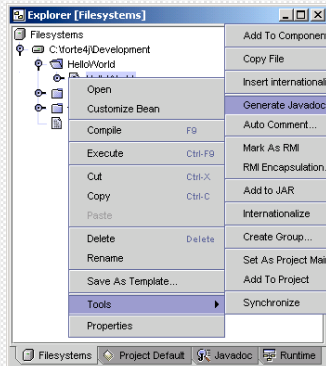 Explorer [Filesystems]
Filesystems
C:\forte4j\Development
HelloWorld
HelloWorld
Open
Customize Bean
Compile F9
Execute Ctrl-F9
Cut Ctrl-X
Copy Ctrl-C
Paste
Delete Delete
Rename
Save As Template...
Tools
Properties
Add To Componen
Copy File
Insert internationali
Generate Javadoc
Auto Comment...
Mark As RMI
RMI Encapsulation.
Add to JAR
Internationalize
Create Group...
Set As Project Mai
Add To Project
Synchronize
Filesystems Project Default Javadoc Runtime